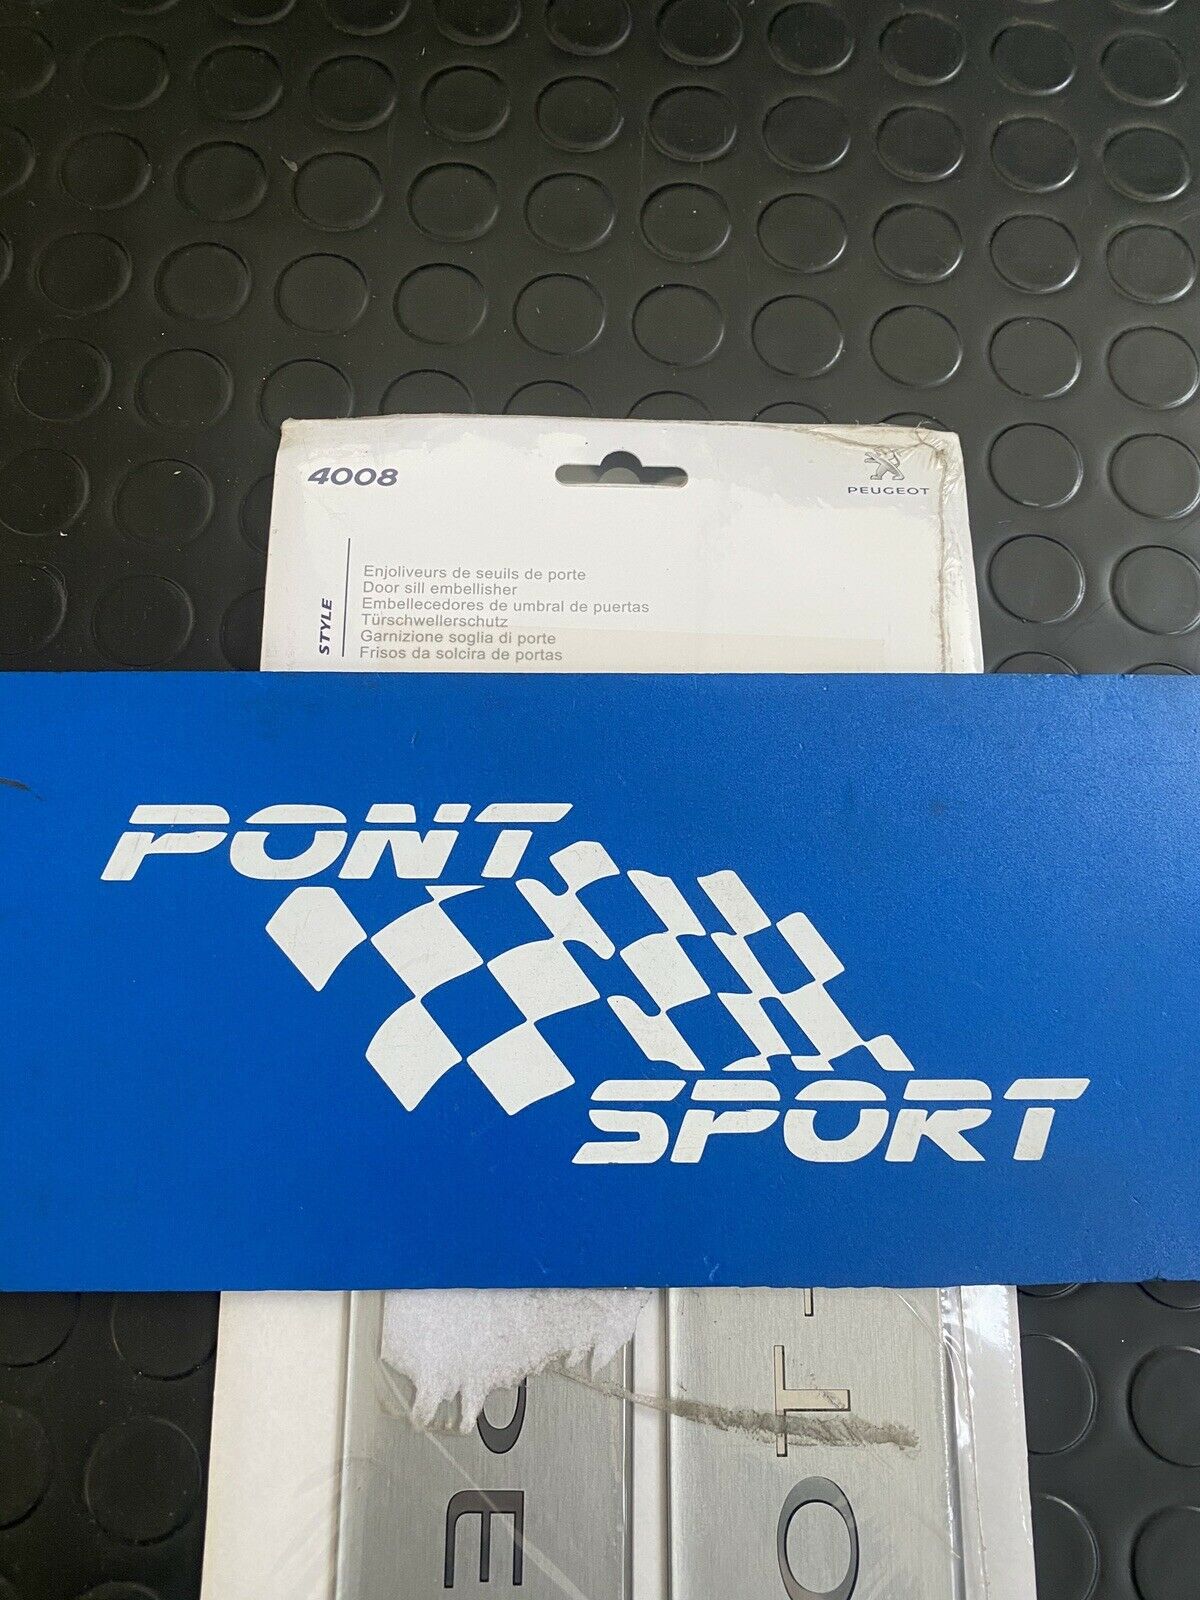 4008
PEUGEOT
STYLE
Enjoliveurs de seuils de porte
Door sill embellisher
Embellecedores de umbral de puertas
Türschwellerschutz
Garnizione soglia di porte
Frisos da solcira de portas
PONT
SPORT
E
T
O